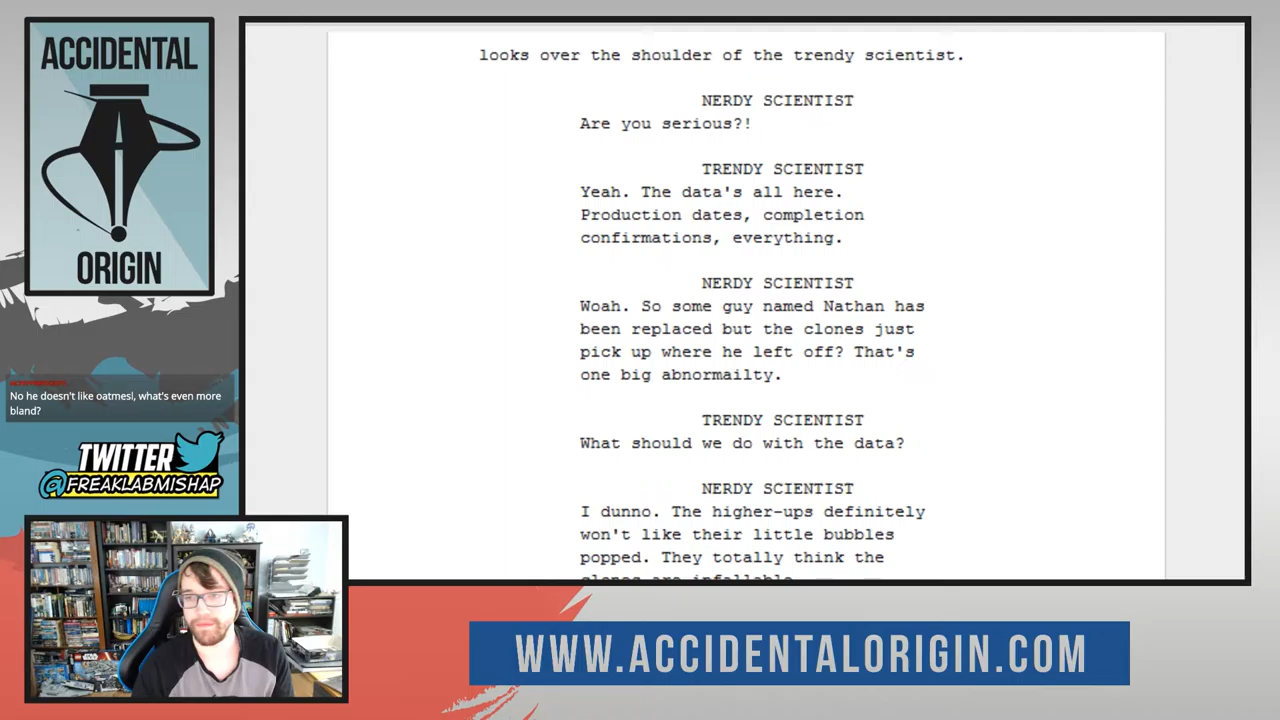 ACCIDENTAL
ORIGIN
looks over the shoulder of the trendy scientist.
NERDY SCIENTIST
Are you serious?!
TRENDY SCIENTIST
Yeah. The data's all here.
Production dates, completion
confirmations, everything.
NERDY SCIENTIST
Woah. So some guy named Nathan has
been replaced but the clones just
pick up where he left off? That's
one big abnormailty.
TRENDY SCIENTIST
What should we do with the data?
NERDY SCIENTIST
I dunno. The higher-ups definitely
won't like their little bubbles
popped. They totally think the
clones are infallable.
No he doesn't like oatmesl, what's even more
bland?
TWITTER
@FREAKLABMISHAP
WWW.ACCIDENTALORIGIN.COM